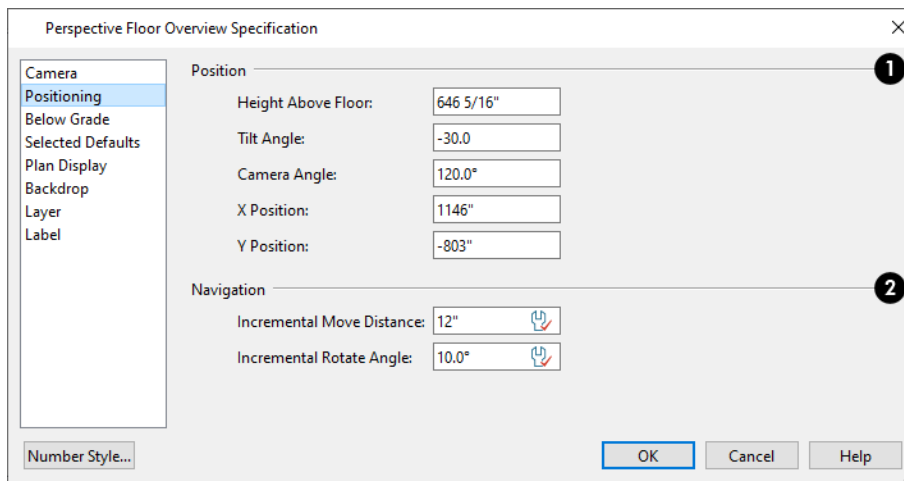 Perspective Floor Overview Specification
Camera
Positioning
Below Grade
Selected Defaults
Plan Display
Backdrop
Layer
Label
Position
1
Height Above Floor: 646 5/16"
Tilt Angle: -30.0
Camera Angle: 120.0°
X Position: 1146"
Y Position: -803"
Navigation
2
Incremental Move Distance: 12"
Incremental Rotate Angle: 10.0°
Number Style... OK Cancel Help